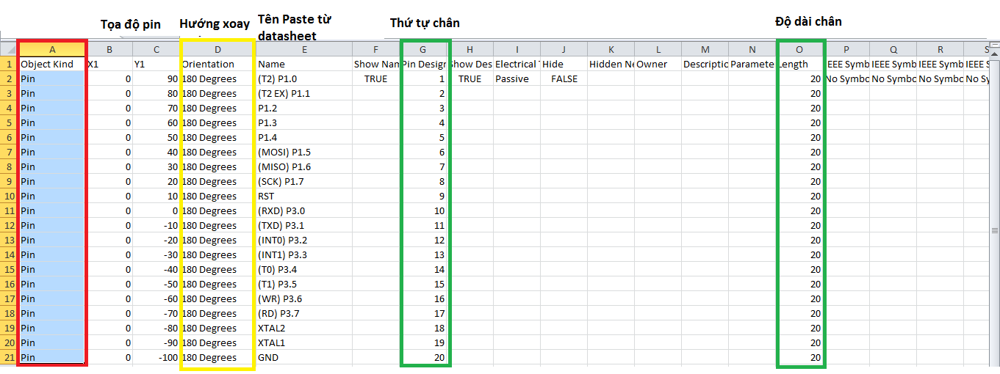 Tọa độ pin Hướng xoay Tên Paste từ datasheet Thứ tự chân Độ dài chân
A B C D E F G H I J K L M N O P Q R S
1 Object Kind X1 Y1 Orientation Name Show Nan Pin Design Show Des Electrical T Hide Hidden Ne Owner Descriptic Paramete Length IEEE Symb IEEE Symb IEEE Symb IEEE S
2 Pin 0 90 180 Degrees (T2) P1.0 TRUE 1 TRUE Passive FALSE 20 No Symbo No Symbo No Symbo No Sy
3 Pin 0 80 180 Degrees (T2 EX) P1.1 2 20
4 Pin 0 70 180 Degrees P1.2 3 20
5 Pin 0 60 180 Degrees P1.3 4 20
6 Pin 0 50 180 Degrees P1.4 5 20
7 Pin 0 40 180 Degrees (MOSI) P1.5 6 20
8 Pin 0 30 180 Degrees (MISO) P1.6 7 20
9 Pin 0 20 180 Degrees (SCK) P1.7 8 20
10 Pin 0 10 180 Degrees RST 9 20
11 Pin 0 0 180 Degrees (RXD) P3.0 10 20
12 Pin 0 -10 180 Degrees (TXD) P3.1 11 20
13 Pin 0 -20 180 Degrees (INT0) P3.2 12 20
14 Pin 0 -30 180 Degrees (INT1) P3.3 13 20
15 Pin 0 -40 180 Degrees (T0) P3.4 14 20
16 Pin 0 -50 180 Degrees (T1) P3.5 15 20
17 Pin 0 -60 180 Degrees (WR) P3.6 16 20
18 Pin 0 -70 180 Degrees (RD) P3.7 17 20
19 Pin 0 -80 180 Degrees XTAL2 18 20
20 Pin 0 -90 180 Degrees XTAL1 19 20
21 Pin 0 -100 180 Degrees GND 20 20